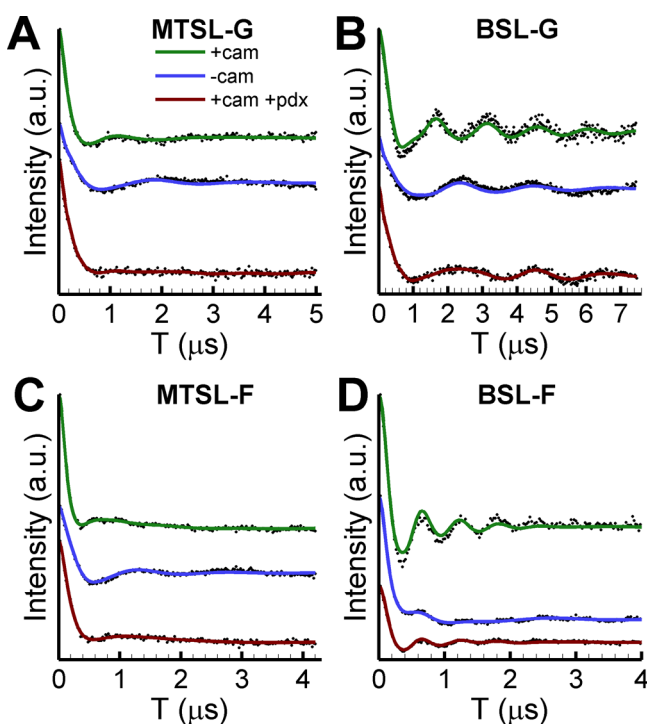 A
MTSL-G
+cam
-cam
+cam +pdx
Intensity (a.u.)
0 1 2 3 4 5
T (μs)
B
BSL-G
Intensity (a.u.)
0 1 2 3 4 5 6 7
T (μs)
C
MTSL-F
Intensity (a.u.)
0 1 2 3 4
T (μs)
D
BSL-F
Intensity (a.u.)
0 1 2 3 4
T (μs)